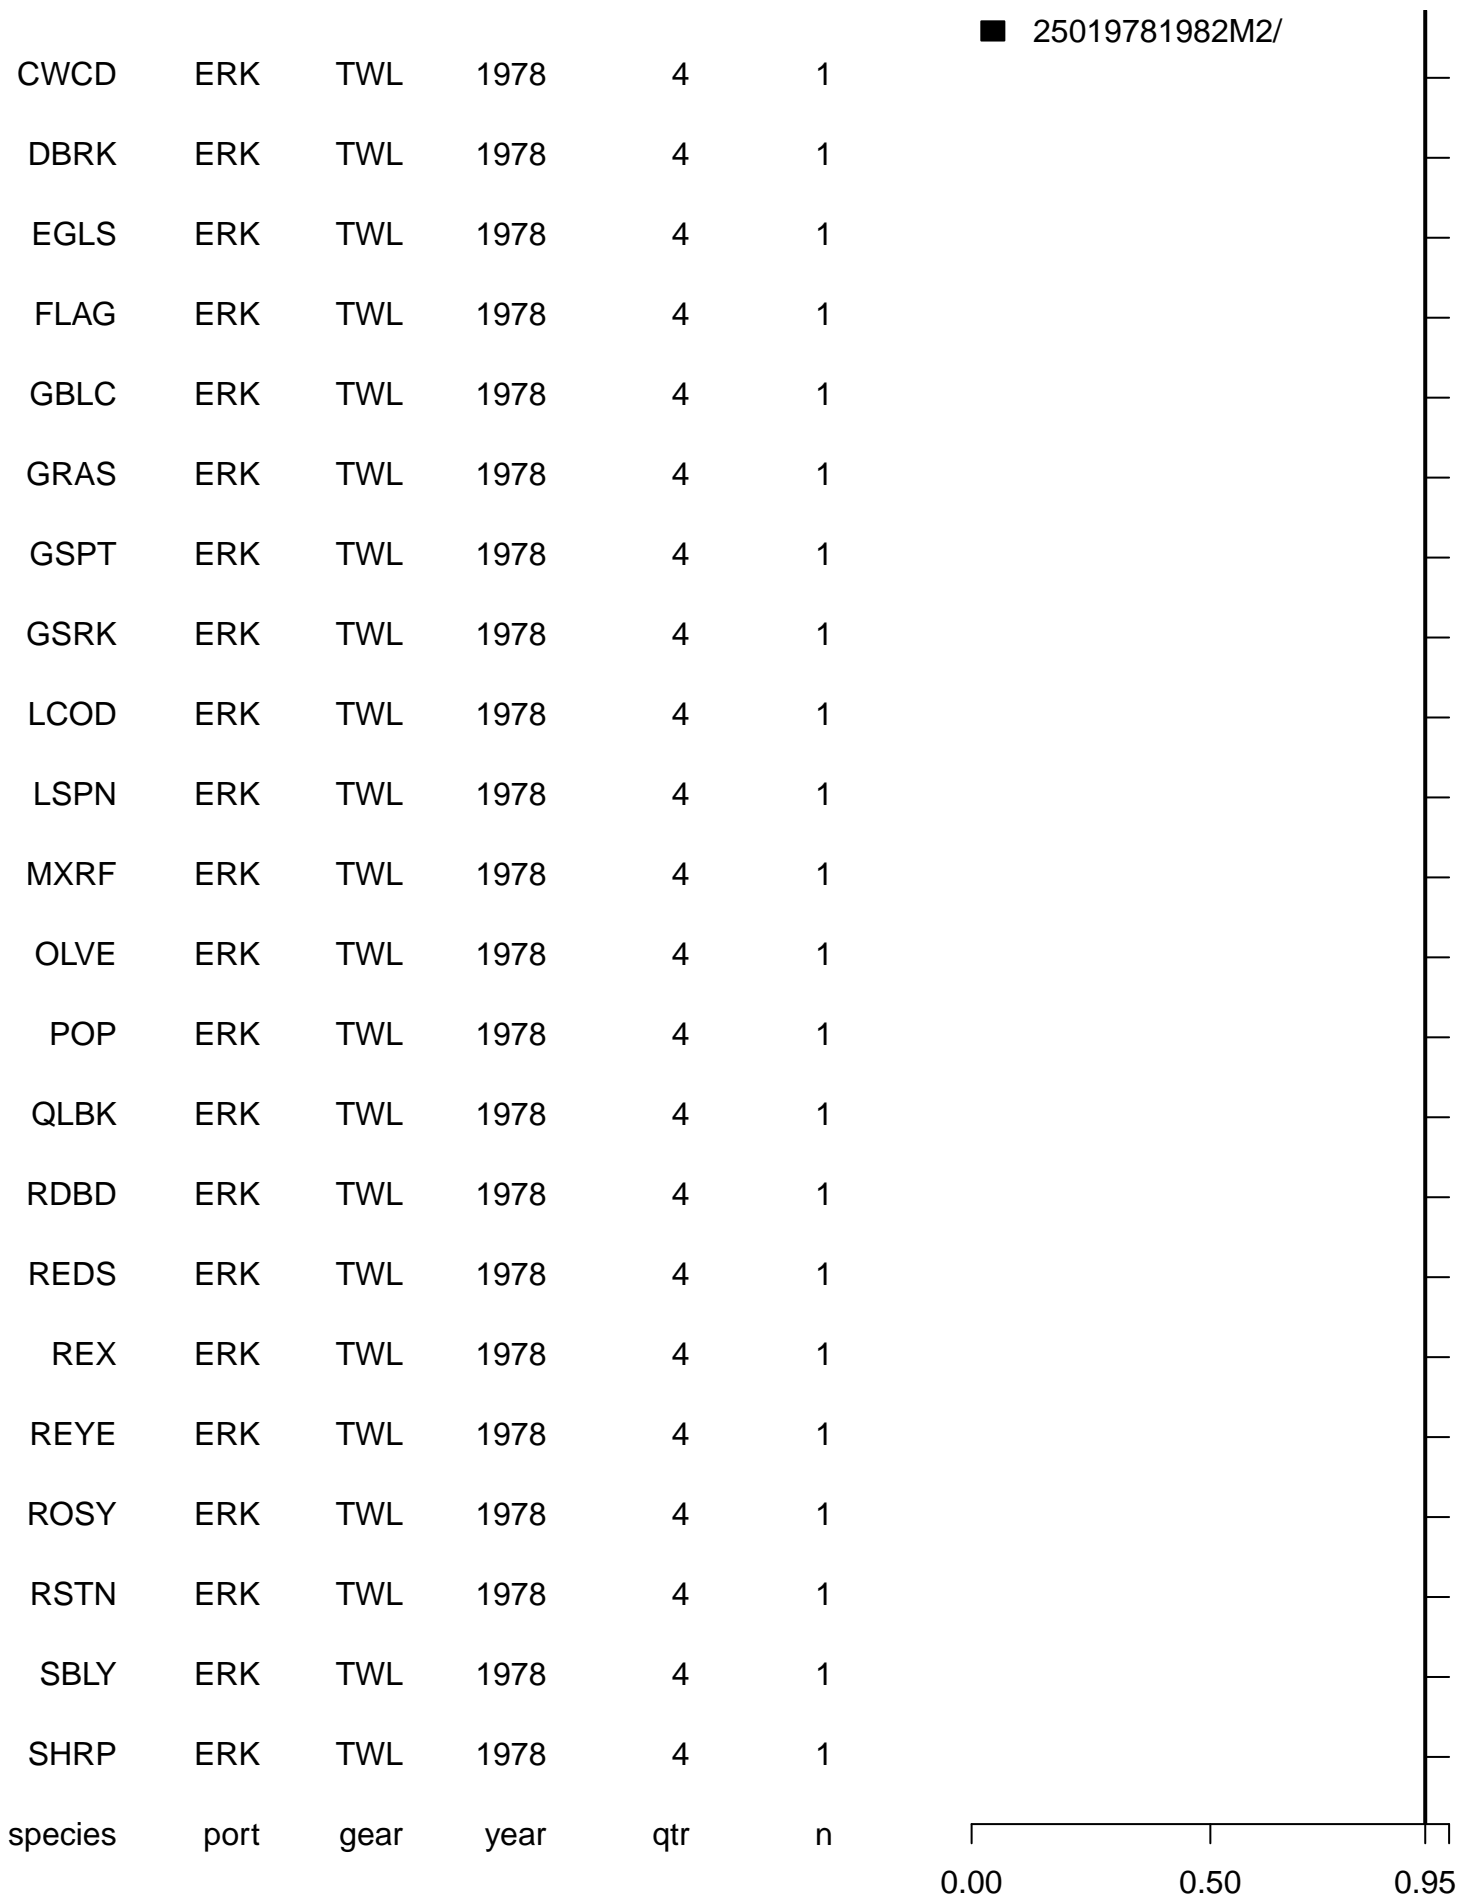 25019781982M2/
CWCD ERK TWL 1978 4 1
DBRK ERK TWL 1978 4 1
EGLS ERK TWL 1978 4 1
FLAG ERK TWL 1978 4 1
GBLC ERK TWL 1978 4 1
GRAS ERK TWL 1978 4 1
GSPT ERK TWL 1978 4 1
GSRK ERK TWL 1978 4 1
LCOD ERK TWL 1978 4 1
LSPN ERK TWL 1978 4 1
MXRF ERK TWL 1978 4 1
OLVE ERK TWL 1978 4 1
POP ERK TWL 1978 4 1
QLBK ERK TWL 1978 4 1
RDBD ERK TWL 1978 4 1
REDS ERK TWL 1978 4 1
REX ERK TWL 1978 4 1
REYE ERK TWL 1978 4 1
ROSY ERK TWL 1978 4 1
RSTN ERK TWL 1978 4 1
SBLY ERK TWL 1978 4 1
SHRP ERK TWL 1978 4 1
species port gear year qtr n
0.00 0.50 0.95